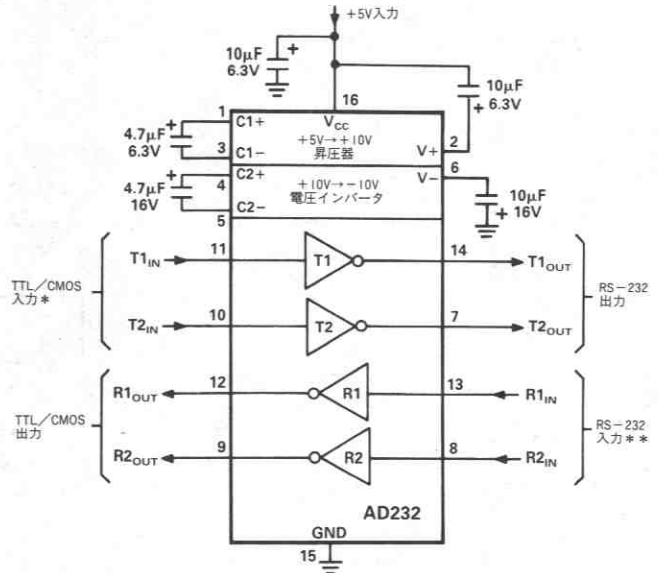 +5V入力
10μF
6.3V
+
10μF
+ 6.3V
16
VCC
1
C1+
4.7μF
6.3V
+
3
C1−
+5V→+10V
昇圧器
2
V+
6
V−
4.7μF
16V
+
C2+
4
C2−
5
+10V→−10V
電圧インバータ
10μF
+ 16V
TTL/CMOS
入力*
T1IN
11
T1
14
T1OUT
T2IN
10
T2
7
T2OUT
RS−232
出力
TTL/CMOS
出力
R1OUT
12
R1
13
R1IN
R2OUT
9
R2
8
R2IN
RS−232
入力**
AD232
GND
15